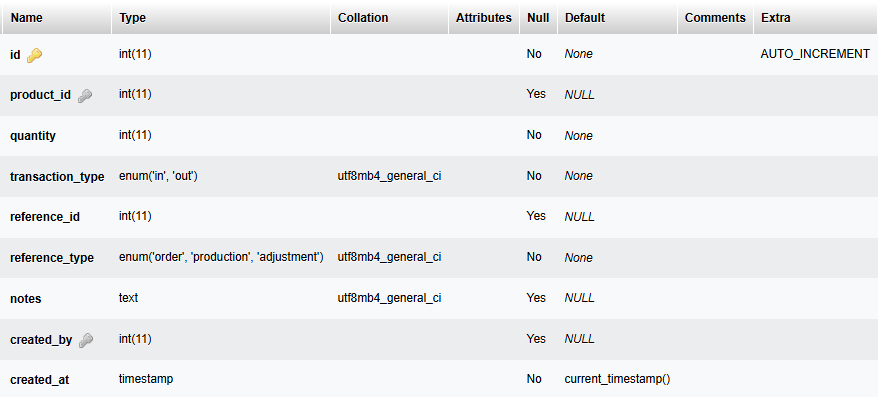 Name Type Collation Attributes Null Default Comments Extra
id int(11) No None AUTO_INCREMENT
product_id int(11) Yes NULL
quantity int(11) No None
transaction_type enum('in', 'out') utf8mb4_general_ci No None
reference_id int(11) Yes NULL
reference_type enum('order', 'production', 'adjustment') utf8mb4_general_ci No None
notes text utf8mb4_general_ci Yes NULL
created_by int(11) Yes NULL
created_at timestamp No current_timestamp()